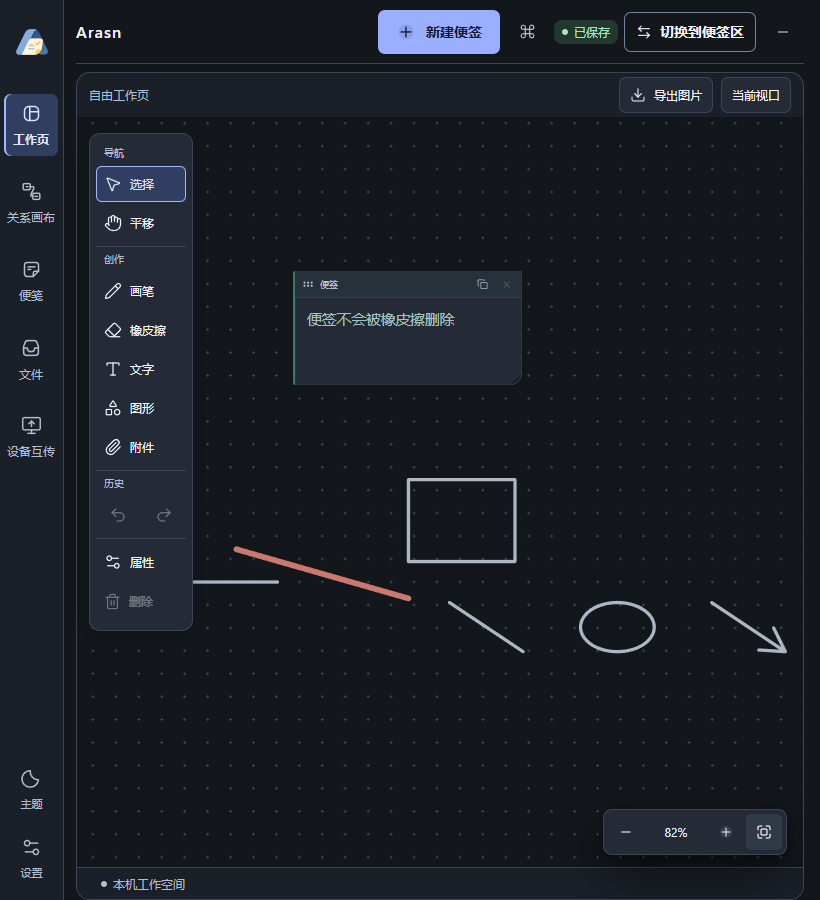 Arasn
新建便签
已保存
切换到便签区
工作页
关系画布
便笺
文件
设备互传
主题
设置
自由工作页
导出图片
当前视口
导航
选择
平移
创作
画笔
橡皮擦
文字
图形
附件
历史
属性
删除
便签
便签不会被橡皮擦删除
82%
本机工作空间